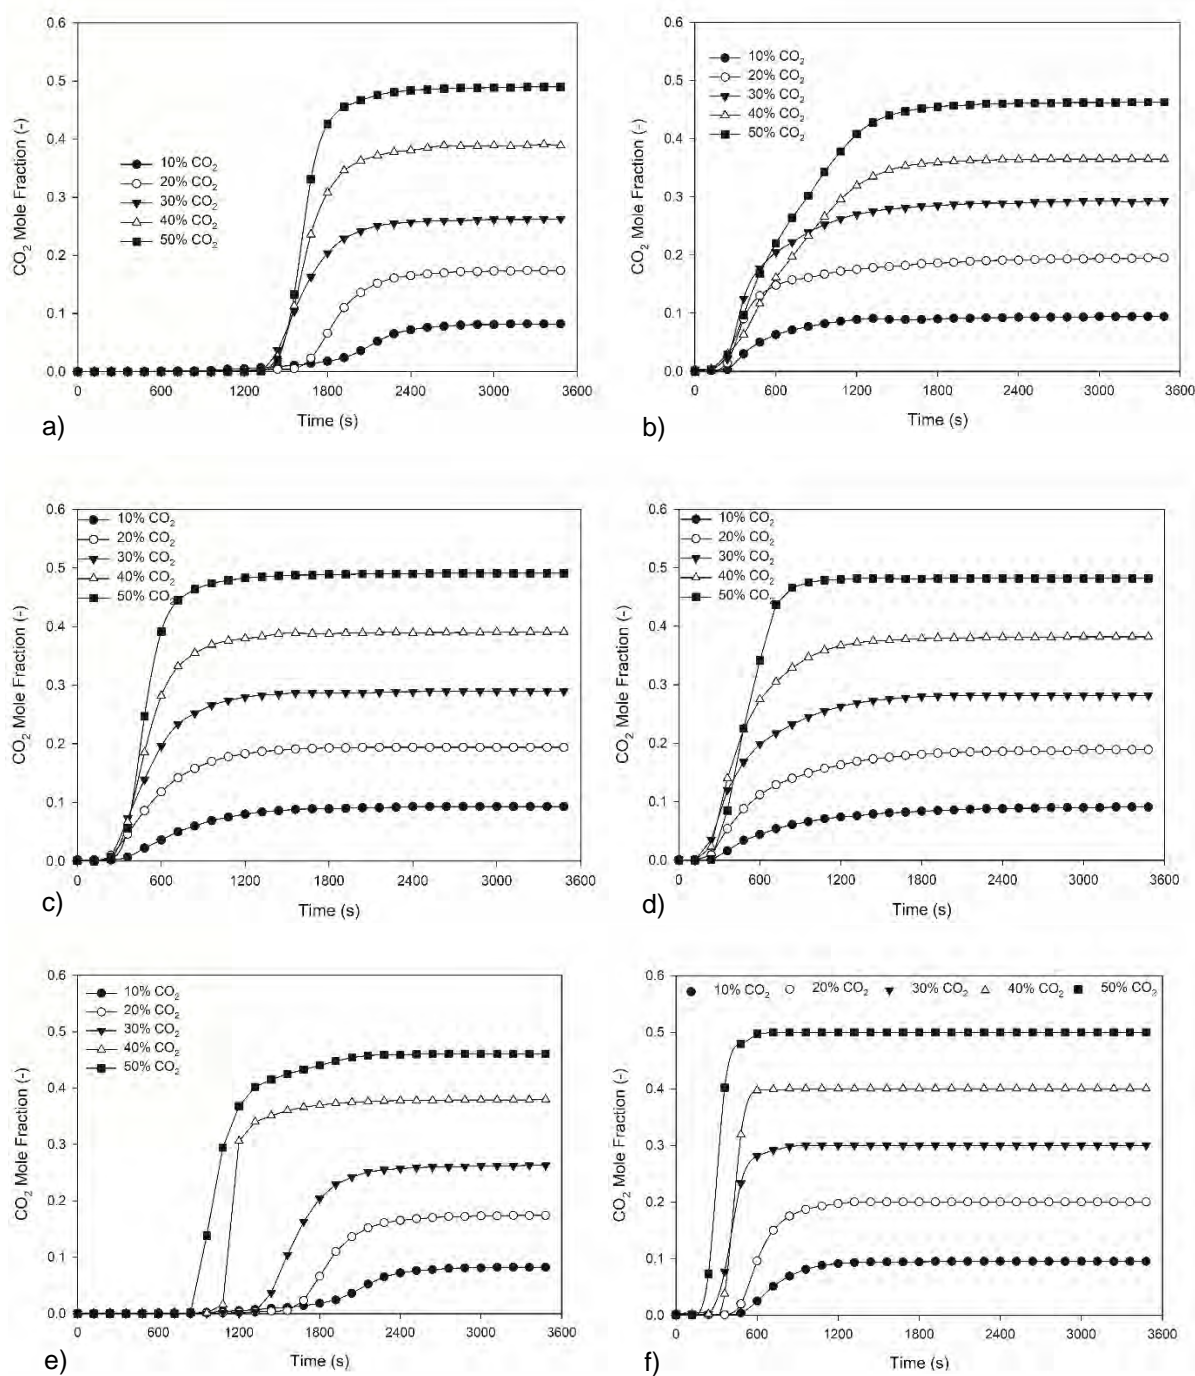 0.6
0.5
0.4
0.3
0.2
0.1
0.0
CO2 Mole Fraction (-)
10% CO2
20% CO2
30% CO2
40% CO2
50% CO2
0 600 1200 1800 2400 3000 3600
Time (s)
a)
0.6
0.5
0.4
0.3
0.2
0.1
0.0
CO2 Mole Fraction (-)
10% CO2
20% CO2
30% CO2
40% CO2
50% CO2
0 600 1200 1800 2400 3000 3600
Time (s)
b)
0.6
0.5
0.4
0.3
0.2
0.1
0.0
CO2 Mole Fraction (-)
10% CO2
20% CO2
30% CO2
40% CO2
50% CO2
0 600 1200 1800 2400 3000 3600
Time (s)
c)
0.6
0.5
0.4
0.3
0.2
0.1
0.0
CO2 Mole Fraction (-)
10% CO2
20% CO2
30% CO2
40% CO2
50% CO2
0 600 1200 1800 2400 3000 3600
Time (s)
d)
0.6
0.5
0.4
0.3
0.2
0.1
0.0
CO2 Mole Fraction (-)
10% CO2
20% CO2
30% CO2
40% CO2
50% CO2
0 600 1200 1800 2400 3000 3600
Time (s)
e)
0.6
0.5
0.4
0.3
0.2
0.1
0.0
CO2 Mole Fraction (-)
10% CO2 20% CO2 30% CO2 40% CO2 50% CO2
0 600 1200 1800 2400 3000 3600
Time (s)
f)